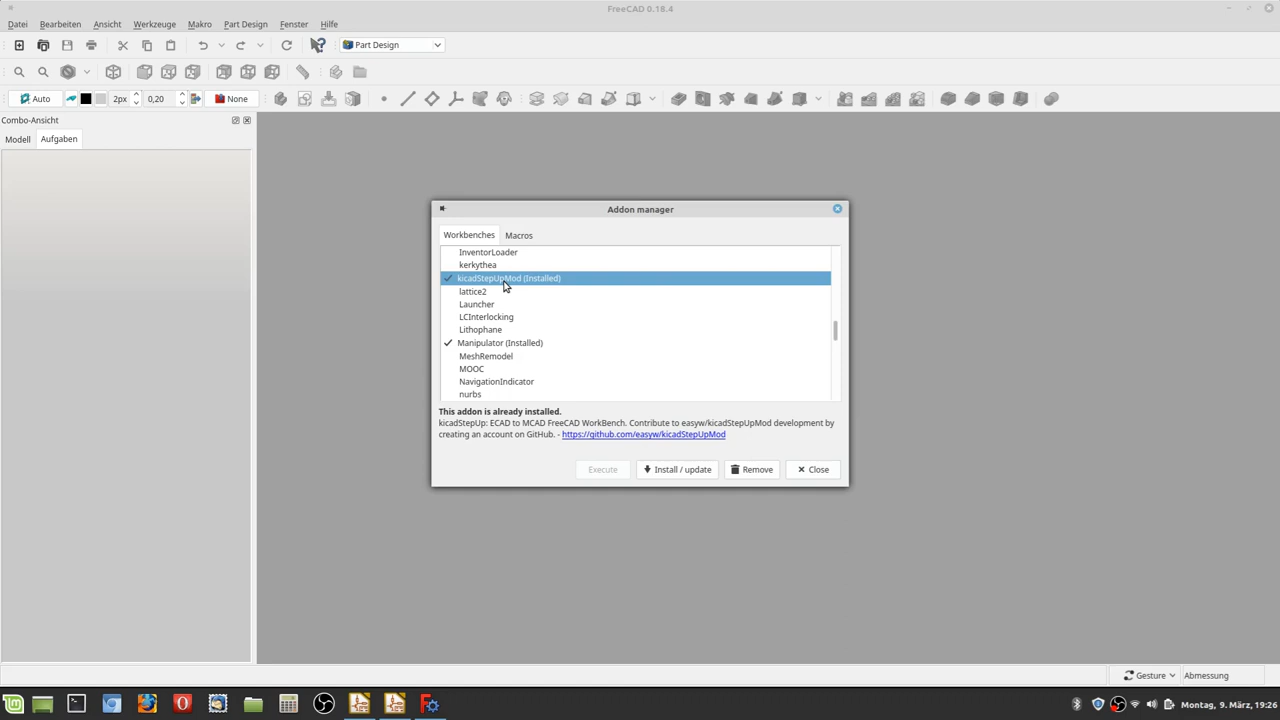 FreeCAD 0.18.4
Datei Bearbeiten Ansicht Werkzeuge Makro Part Design Fenster Hilfe
Part Design
Auto 2px 0,20 None
Combo-Ansicht
Modell Aufgaben
Addon manager
Workbenches Macros
InventorLoader
kerkythea
kicadStepUpMod (Installed)
lattice2
Launcher
LCInterlocking
Lithophane
Manipulator (Installed)
MeshRemodel
MOOC
NavigationIndicator
nurbs
This addon is already installed.
kicadStepUp: ECAD to MCAD FreeCAD WorkBench. Contribute to easyw/kicadStepUpMod development by
creating an account on GitHub. - https://github.com/easyw/kicadStepUpMod
Execute Install / update Remove Close
Gesture Abmessung
Montag, 9. März, 19:26